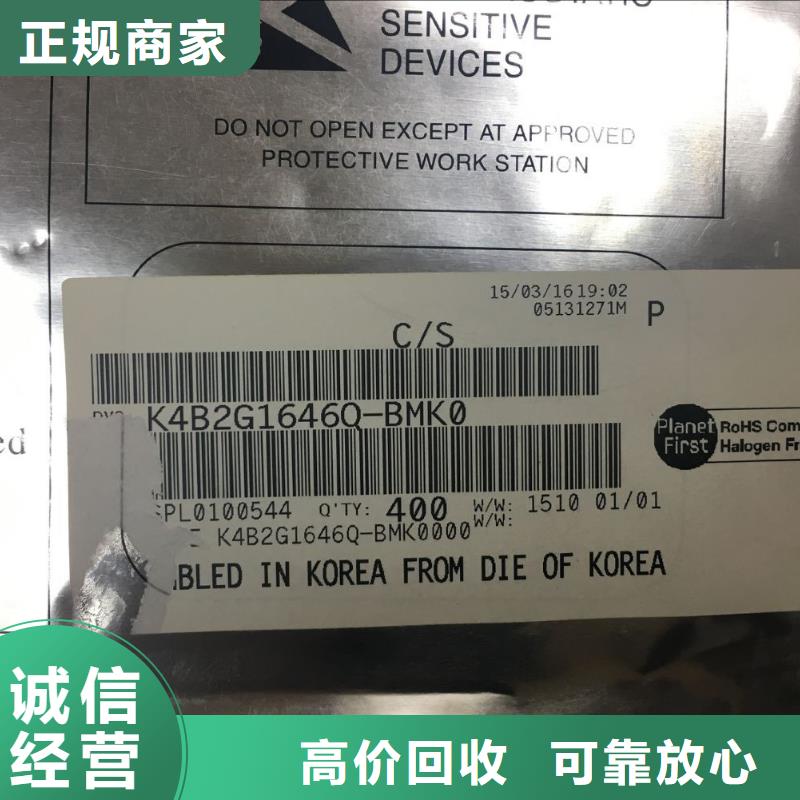 正规商家
SENSITIVE
DEVICES
DO NOT OPEN EXCEPT AT APPROVED
PROTECTIVE WORK STATION
15/03/16 19:02
05131271M
P
C/S
K4B2G1646Q-BMK0
Planet
First
RoHS Com
Halogen Fr
PL0100544 Q'TY: 400 W/W: 1510 01/01
W/W:
K4B2G1646Q-BMK0000
BLED IN KOREA FROM DIE OF KOREA
ed
诚信
经营
高价回收 可靠放心